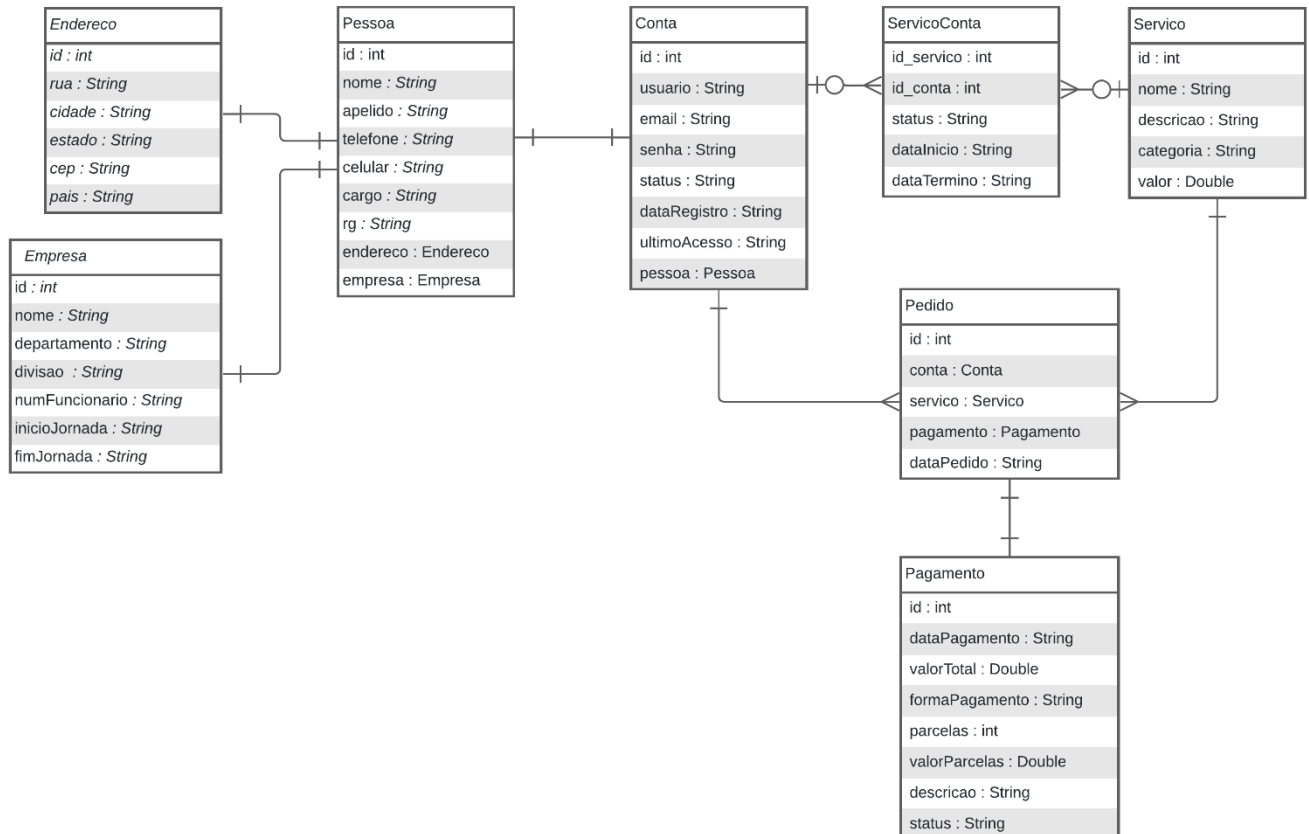 Endereco
id : int
rua : String
cidade : String
estado : String
cep : String
pais : String
Empresa
id : int
nome : String
departamento : String
divisao : String
numFuncionario : String
inicioJornada : String
fimJornada : String
Pessoa
id : int
nome : String
apelido : String
telefone : String
celular : String
cargo : String
rg : String
endereco : Endereco
empresa : Empresa
Conta
id : int
usuario : String
email : String
senha : String
status : String
dataRegistro : String
ultimoAcesso : String
pessoa : Pessoa
ServicoConta
id_servico : int
id_conta : int
status : String
dataInicio : String
dataTermino : String
Servico
id : int
nome : String
descricao : String
categoria : String
valor : Double
Pedido
id : int
conta : Conta
servico : Servico
pagamento : Pagamento
dataPedido : String
Pagamento
id : int
dataPagamento : String
valorTotal : Double
formaPagamento : String
parcelas : int
valorParcelas : Double
descricao : String
status : String